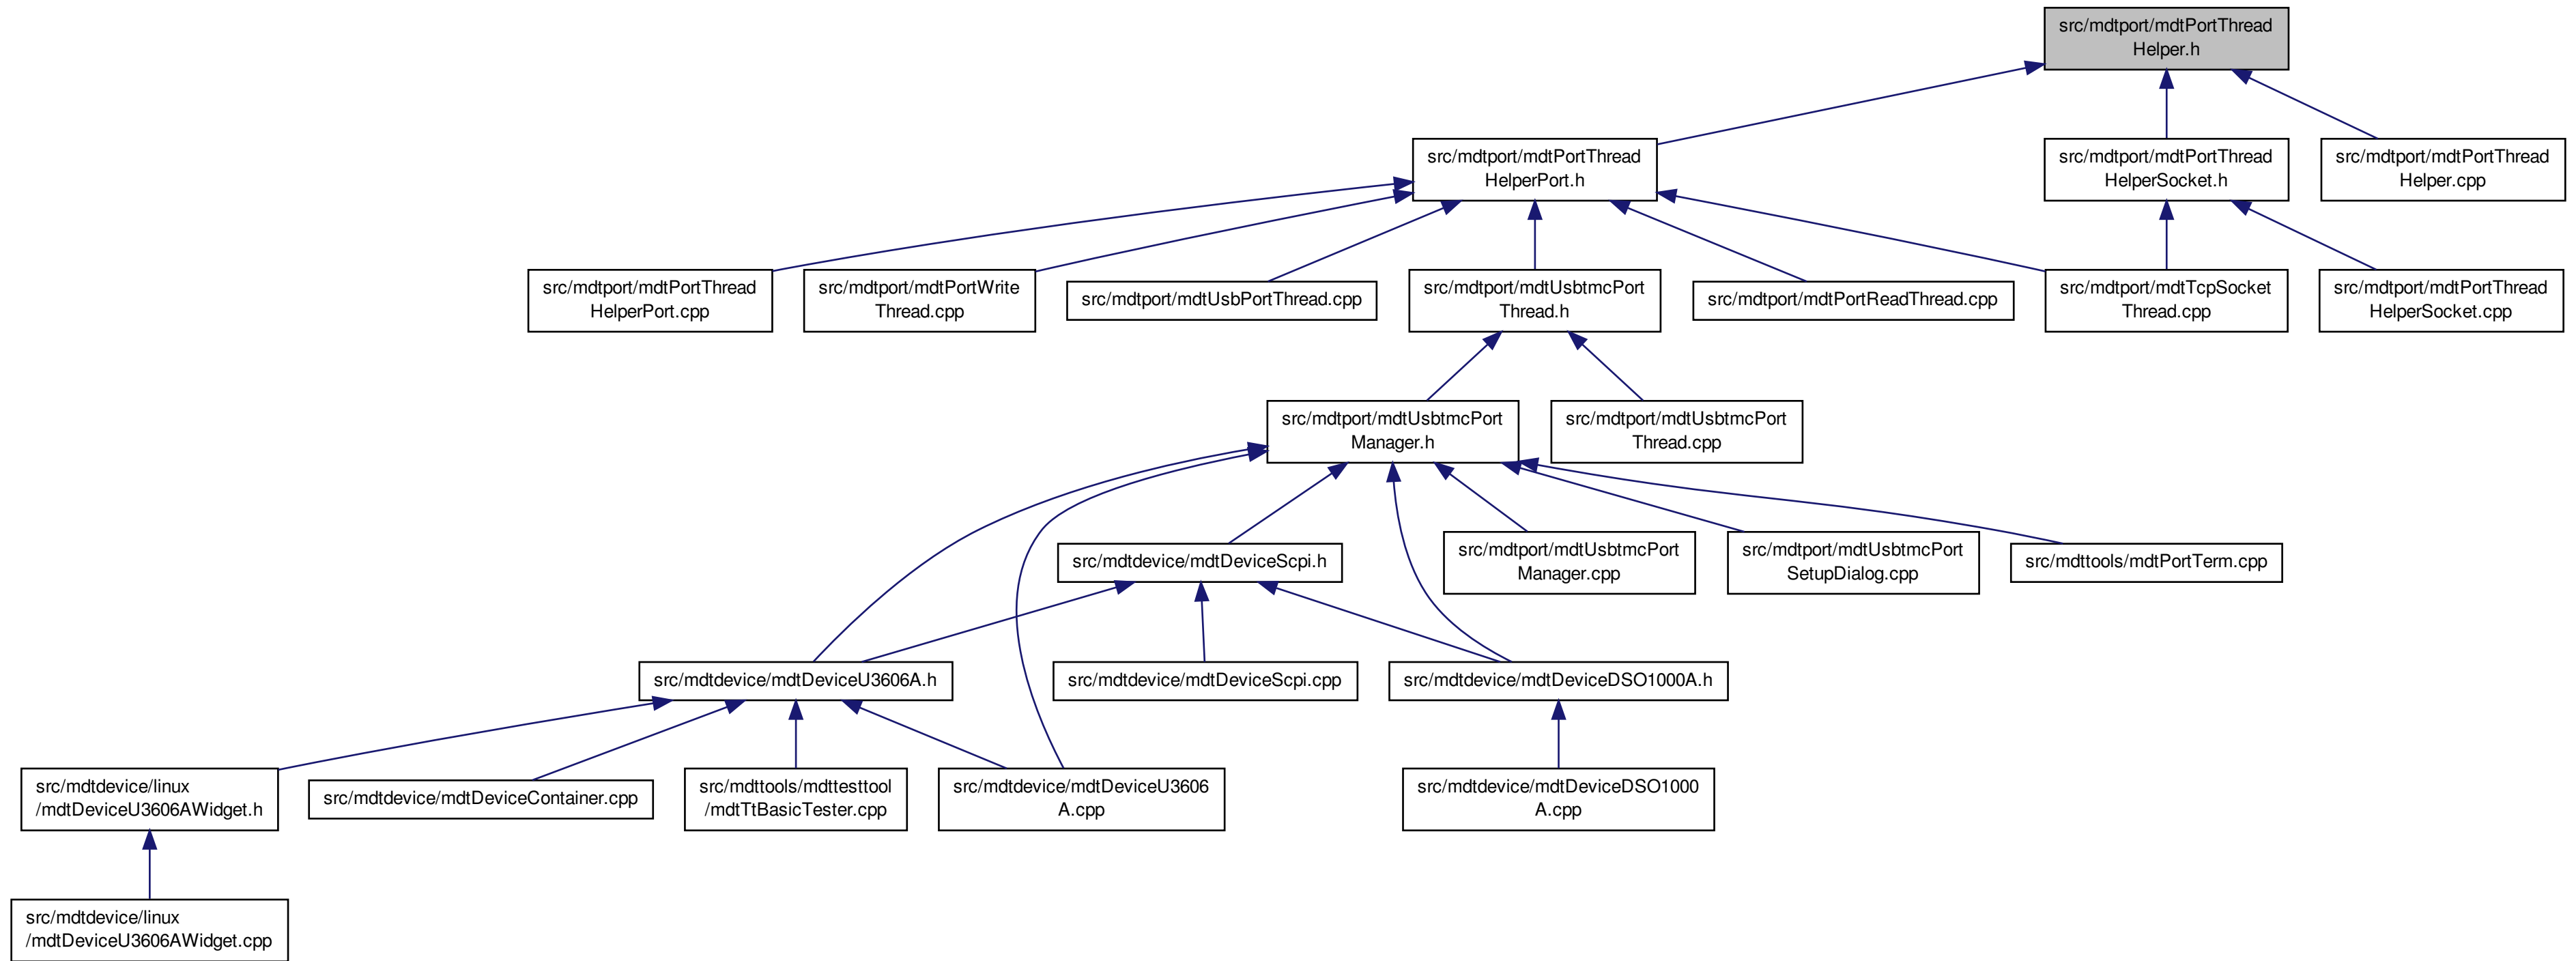 src/mdtport/mdtPortThread
Helper.h
src/mdtport/mdtPortThread
HelperPort.h
src/mdtport/mdtPortThread
HelperSocket.h
src/mdtport/mdtPortThread
Helper.cpp
src/mdtport/mdtPortThread
HelperPort.cpp
src/mdtport/mdtPortWrite
Thread.cpp
src/mdtport/mdtUsbPortThread.cpp
src/mdtport/mdtUsbtmcPort
Thread.h
src/mdtport/mdtPortReadThread.cpp
src/mdtport/mdtTcpSocket
Thread.cpp
src/mdtport/mdtPortThread
HelperSocket.cpp
src/mdtport/mdtUsbtmcPort
Manager.h
src/mdtport/mdtUsbtmcPort
Thread.cpp
src/mdtdevice/mdtDeviceScpi.h
src/mdtport/mdtUsbtmcPort
Manager.cpp
src/mdtport/mdtUsbtmcPort
SetupDialog.cpp
src/mdttools/mdtPortTerm.cpp
src/mdtdevice/mdtDeviceU3606A.h
src/mdtdevice/mdtDeviceScpi.cpp
src/mdtdevice/mdtDeviceDSO1000A.h
src/mdtdevice/linux
/mdtDeviceU3606AWidget.h
src/mdtdevice/mdtDeviceContainer.cpp
src/mdttools/mdttesttool
/mdtTtBasicTester.cpp
src/mdtdevice/mdtDeviceU3606
A.cpp
src/mdtdevice/mdtDeviceDSO1000
A.cpp
src/mdtdevice/linux
/mdtDeviceU3606AWidget.cpp